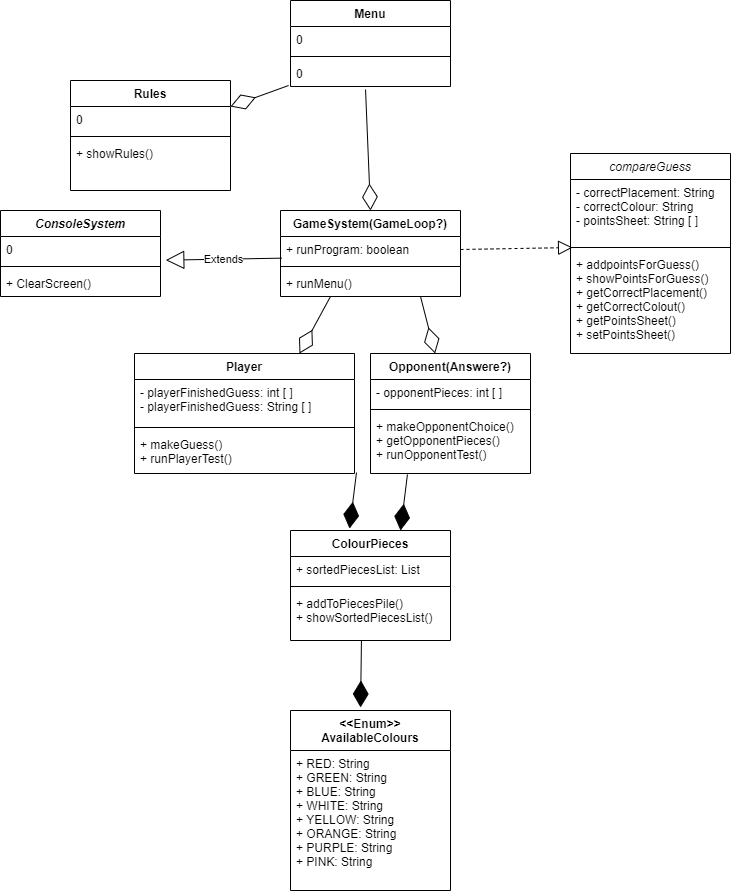 Menu
0
0
Rules
0
+ showRules()
compareGuess
- correctPlacement: String
- correctColour: String
- pointsSheet: String [ ]
+ addpointsForGuess()
+ showPointsForGuess()
+ getCorrectPlacement()
+ getCorrectColout()
+ getPointsSheet()
+ setPointsSheet()
ConsoleSystem
0
+ ClearScreen()
Extends
GameSystem(GameLoop?)
+ runProgram: boolean
+ runMenu()
Player
- playerFinishedGuess: int [ ]
- playerFinishedGuess: String [ ]
+ makeGuess()
+ runPlayerTest()
Opponent(Answere?)
- opponentPieces: int [ ]
+ makeOpponentChoice()
+ getOpponentPieces()
+ runOpponentTest()
ColourPieces
+ sortedPiecesList: List
+ addToPiecesPile()
+ showSortedPiecesList()
<<Enum>>
AvailableColours
+ RED: String
+ GREEN: String
+ BLUE: String
+ WHITE: String
+ YELLOW: String
+ ORANGE: String
+ PURPLE: String
+ PINK: String